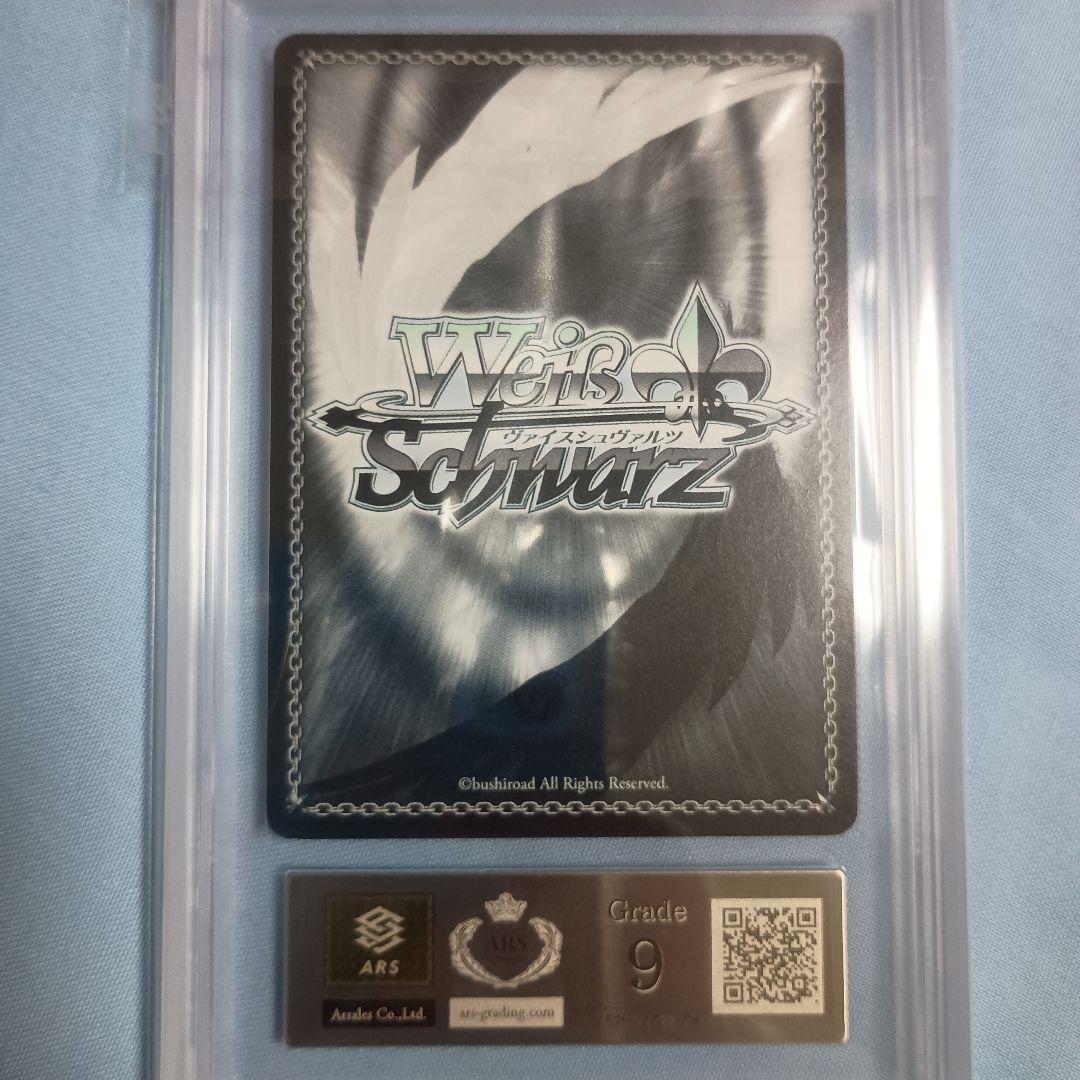 Weiß
ヴァイスシュヴァルツ
Schwarz
©bushiroad All Rights Reserved.
ARS
ARS
Grade
9
Arsales Co.,Ltd.
ars-grading.com